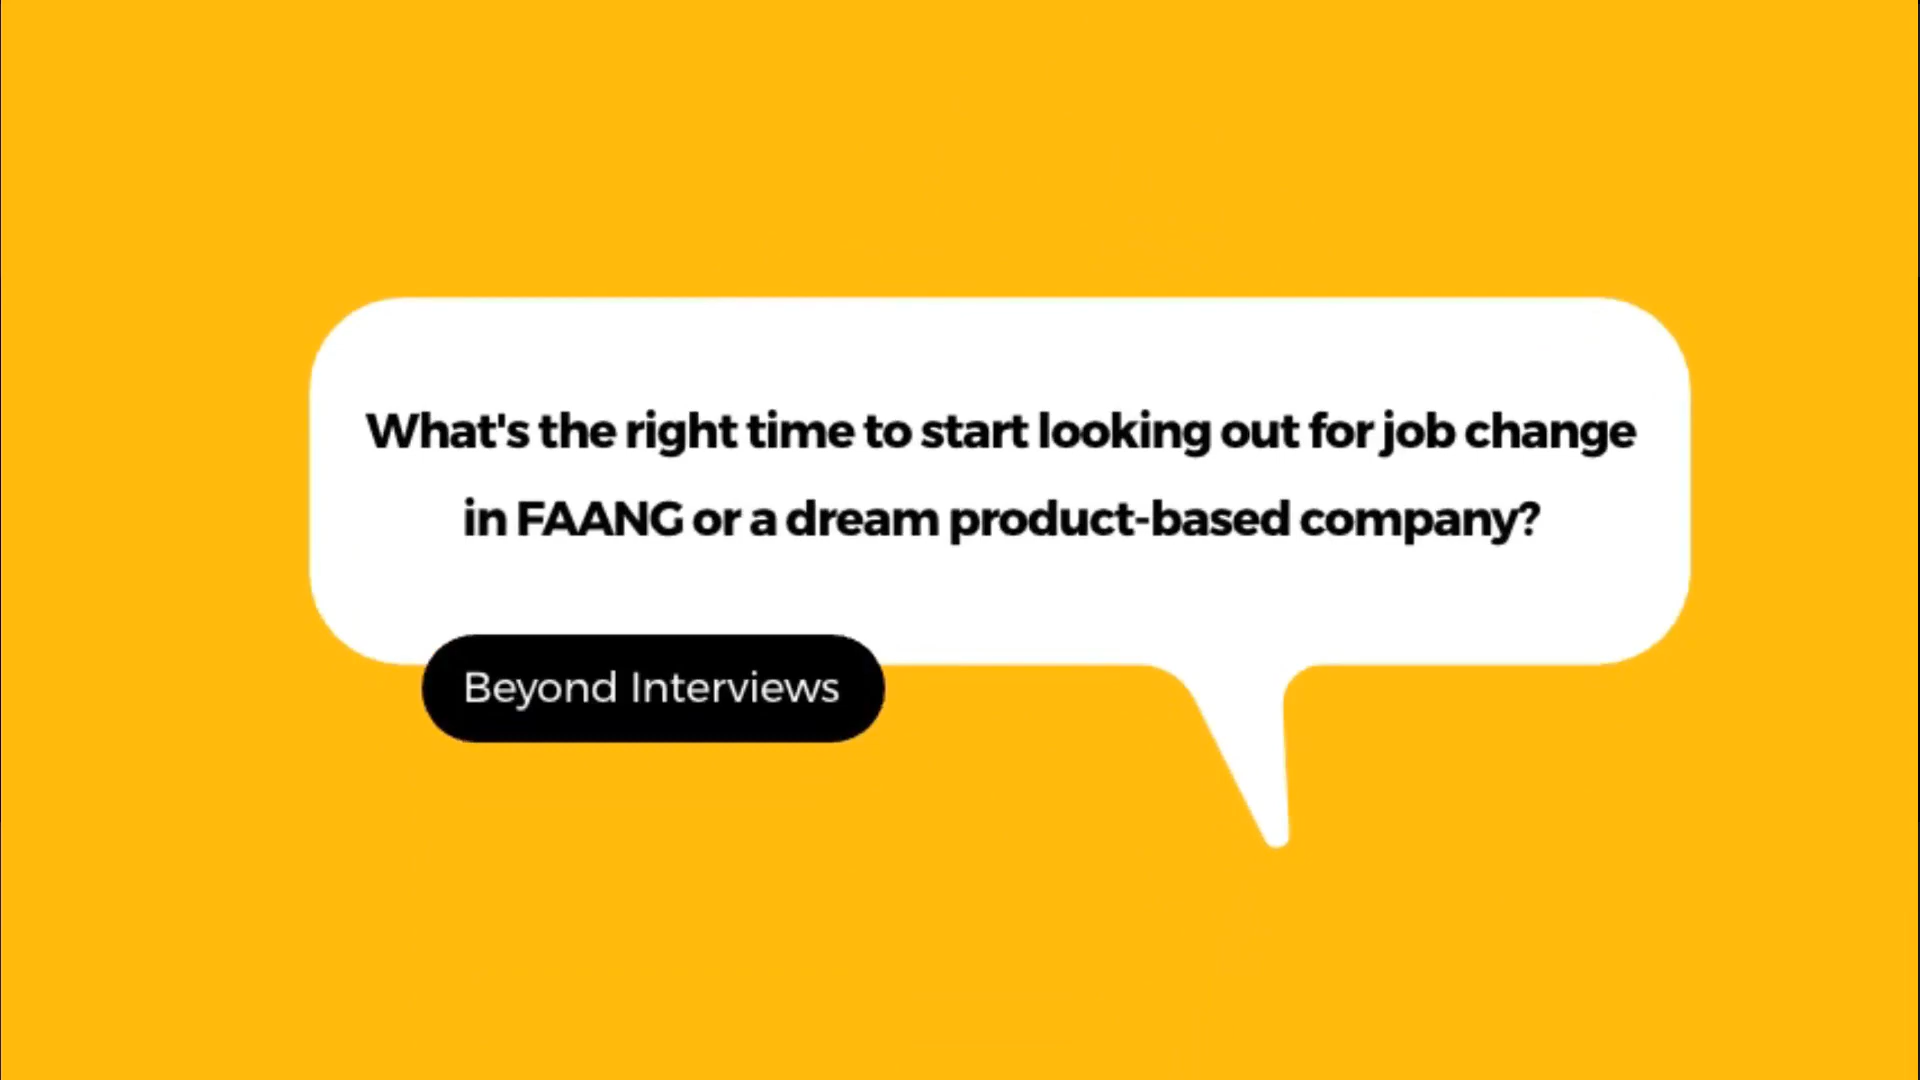 What's the right time to start looking out for job change
in FAANG or a dream product-based company?
Beyond Interviews